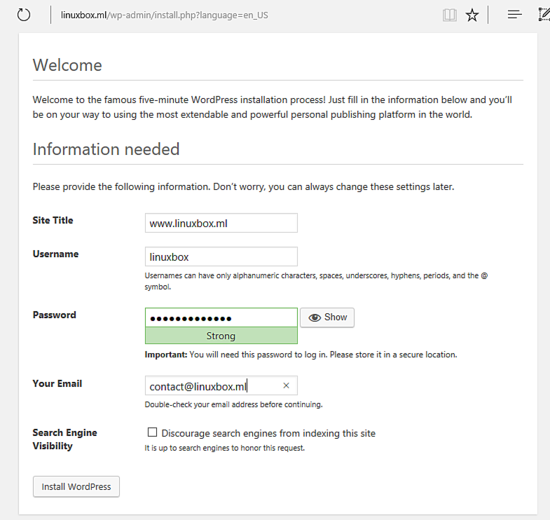 linuxbox.ml/wp-admin/install.php?language=en_US
Welcome
Welcome to the famous five-minute WordPress installation process! Just fill in the information below and you'll
be on your way to using the most extendable and powerful personal publishing platform in the world.
Information needed
Please provide the following information. Don't worry, you can always change these settings later.
Site Title
www.linuxbox.ml
Username
linuxbox
Usernames can have only alphanumeric characters, spaces, underscores, hyphens, periods, and the @
symbol.
Password
●●●●●●●●●●●●●
Show
Strong
Important: You will need this password to log in. Please store it in a secure location.
Your Email
contact@linuxbox.ml
Double-check your email address before continuing.
Search Engine
Visibility
Discourage search engines from indexing this site
It is up to search engines to honor this request.
Install WordPress